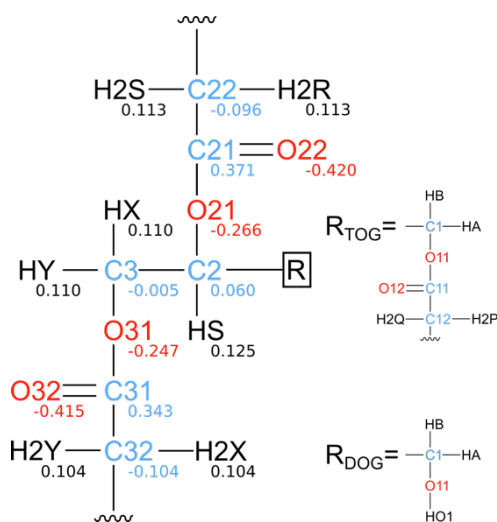 H2S C22 H2R
0.113 -0.096 0.113
C21 O22
0.371 -0.420
HX O21
0.110 -0.266
HY C3 C2 R
0.110 -0.005 0.060
O31 HS
-0.247 0.125
O32 C31
-0.415 0.343
H2Y C32 H2X
0.104 -0.104 0.104
R_TOG=
HB
C1 HA
O11
O12 C11
H2Q C12 H2P
R_DOG=
HB
C1 HA
O11
HO1